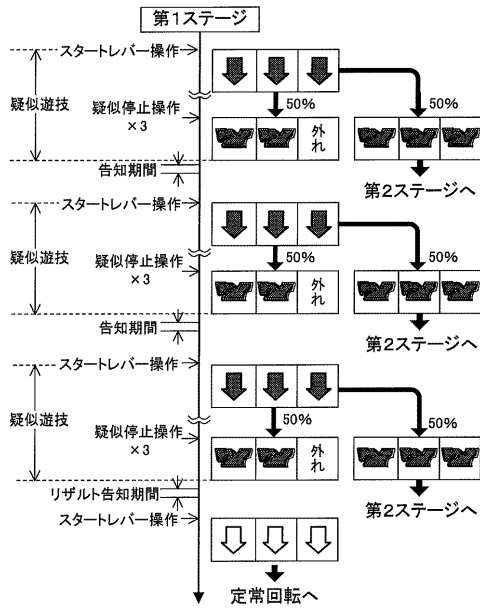 第1ステージ
スタートレバー操作
疑似遊技
疑似停止操作
×3
50%
50%
外れ
告知期間
第2ステージへ
スタートレバー操作
疑似遊技
疑似停止操作
×3
50%
50%
外れ
告知期間
第2ステージへ
スタートレバー操作
疑似遊技
疑似停止操作
×3
50%
50%
外れ
リザルト告知期間
第2ステージへ
スタートレバー操作
定常回転へ